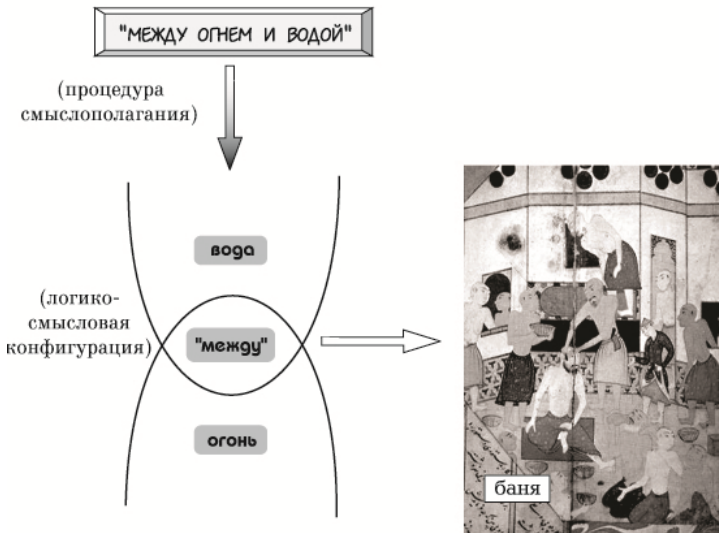 "МЕЖДУ ОГНЕМ И ВОДОЙ"
(процедура
смыслополагания)
вода
(логико-
смысловая
конфигурация)
"между"
огонь
баня